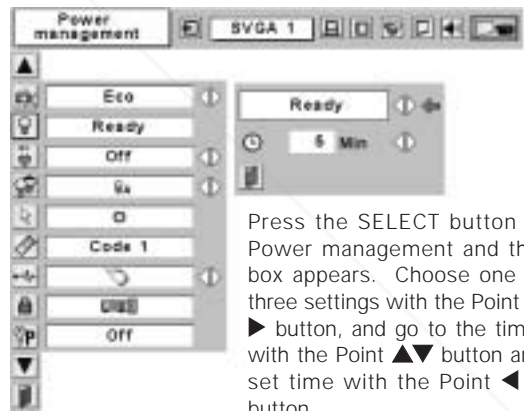 Power
management
SVGA 1
Eco
Ready
Off
Code 1
Off
Ready
5 Min
Press the SELECT button
Power management and th
box appears. Choose one
three settings with the Point
▶ button, and go to the tim
with the Point ▲▼ button an
set time with the Point ◀
button